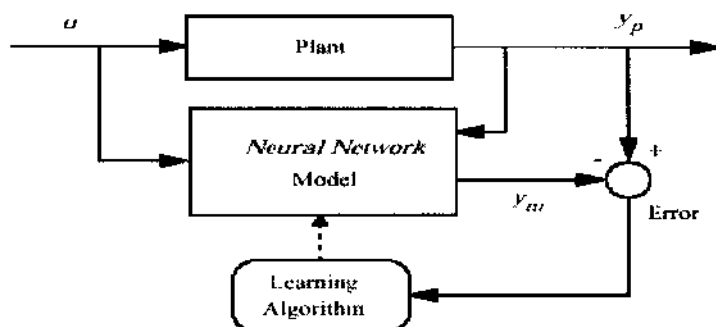 u
y_p
Plant
Neural Network
Model
-
+
y_m
Error
Learning
Algorithm